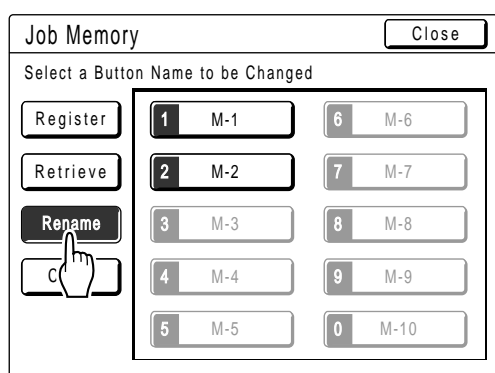 Job Memory
Close
Select a Button Name to be Changed
Register
Retrieve
Rename
1 M-1
2 M-2
3 M-3
4 M-4
5 M-5
6 M-6
7 M-7
8 M-8
9 M-9
0 M-10